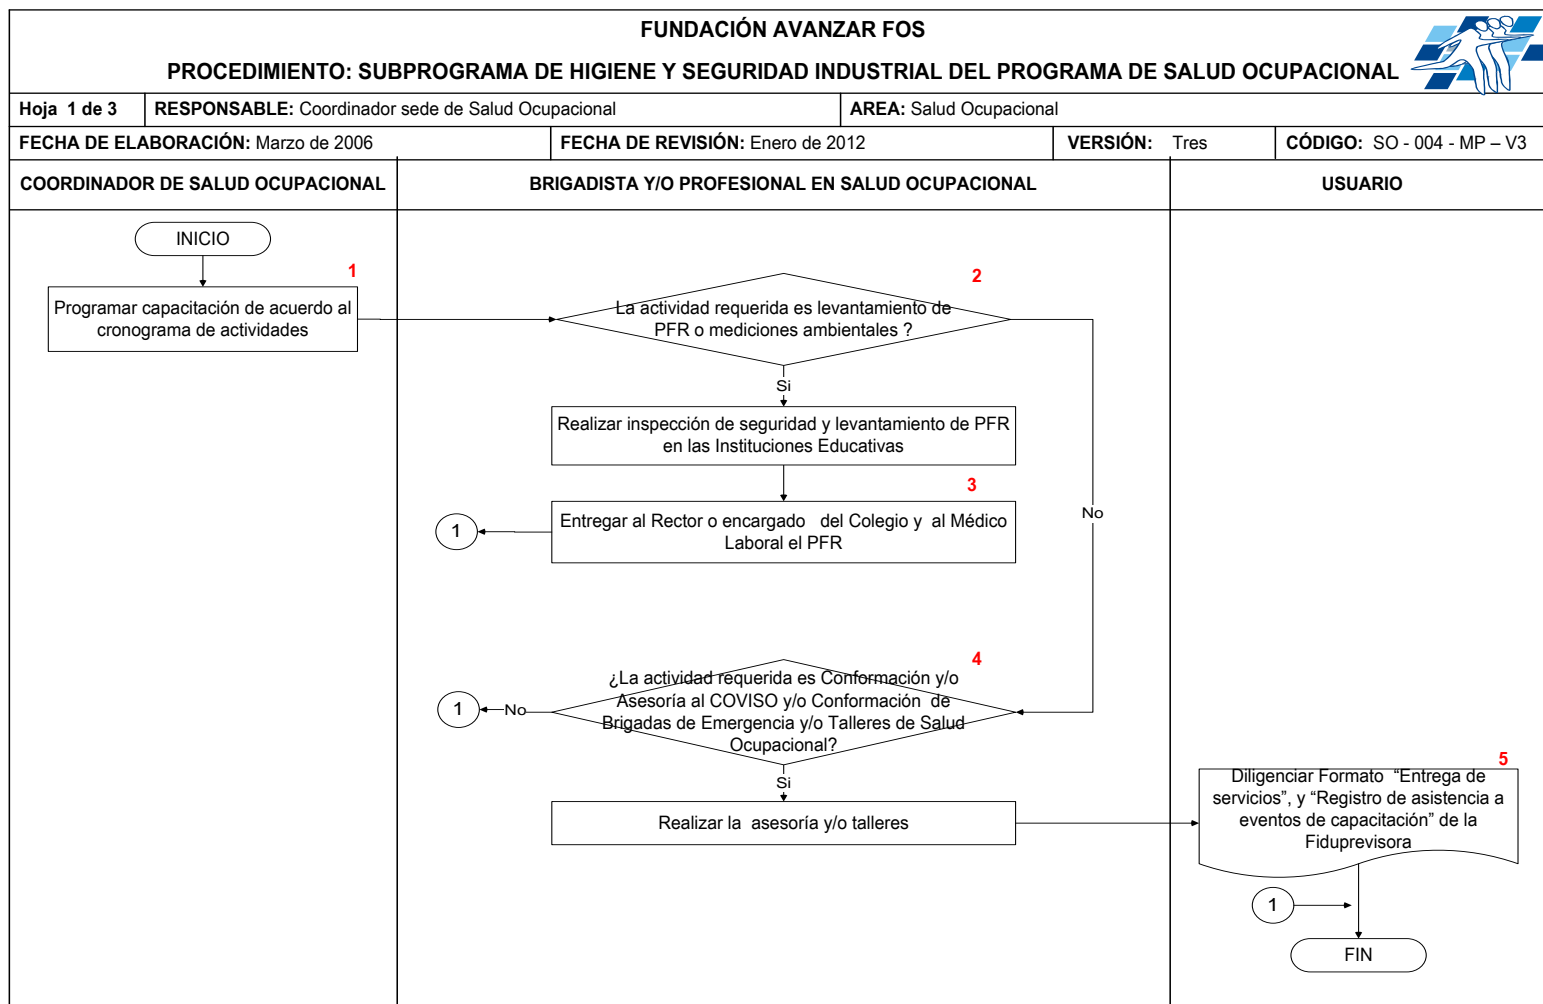 FUNDACIÓN AVANZAR FOS
PROCEDIMIENTO: SUBPROGRAMA DE HIGIENE Y SEGURIDAD INDUSTRIAL DEL PROGRAMA DE SALUD OCUPACIONAL
Hoja 1 de 3 RESPONSABLE: Coordinador sede de Salud Ocupacional AREA: Salud Ocupacional
FECHA DE ELABORACIÓN: Marzo de 2006 FECHA DE REVISIÓN: Enero de 2012 VERSIÓN: Tres CÓDIGO: SO - 004 - MP – V3
COORDINADOR DE SALUD OCUPACIONAL BRIGADISTA Y/O PROFESIONAL EN SALUD OCUPACIONAL USUARIO
INICIO
1
Programar capacitación de acuerdo al
cronograma de actividades
2
La actividad requerida es levantamiento de
PFR o mediciones ambientales ?
Si
No
Realizar inspección de seguridad y levantamiento de PFR
en las Instituciones Educativas
3
Entregar al Rector o encargado del Colegio y al Médico
Laboral el PFR
1
4
¿La actividad requerida es Conformación y/o
Asesoría al COVISO y/o Conformación de
Brigadas de Emergencia y/o Talleres de Salud
Ocupacional?
No
1
Si
Realizar la asesoría y/o talleres
5
Diligenciar Formato “Entrega de
servicios”, y “Registro de asistencia a
eventos de capacitación” de la
Fiduprevisora
1
FIN